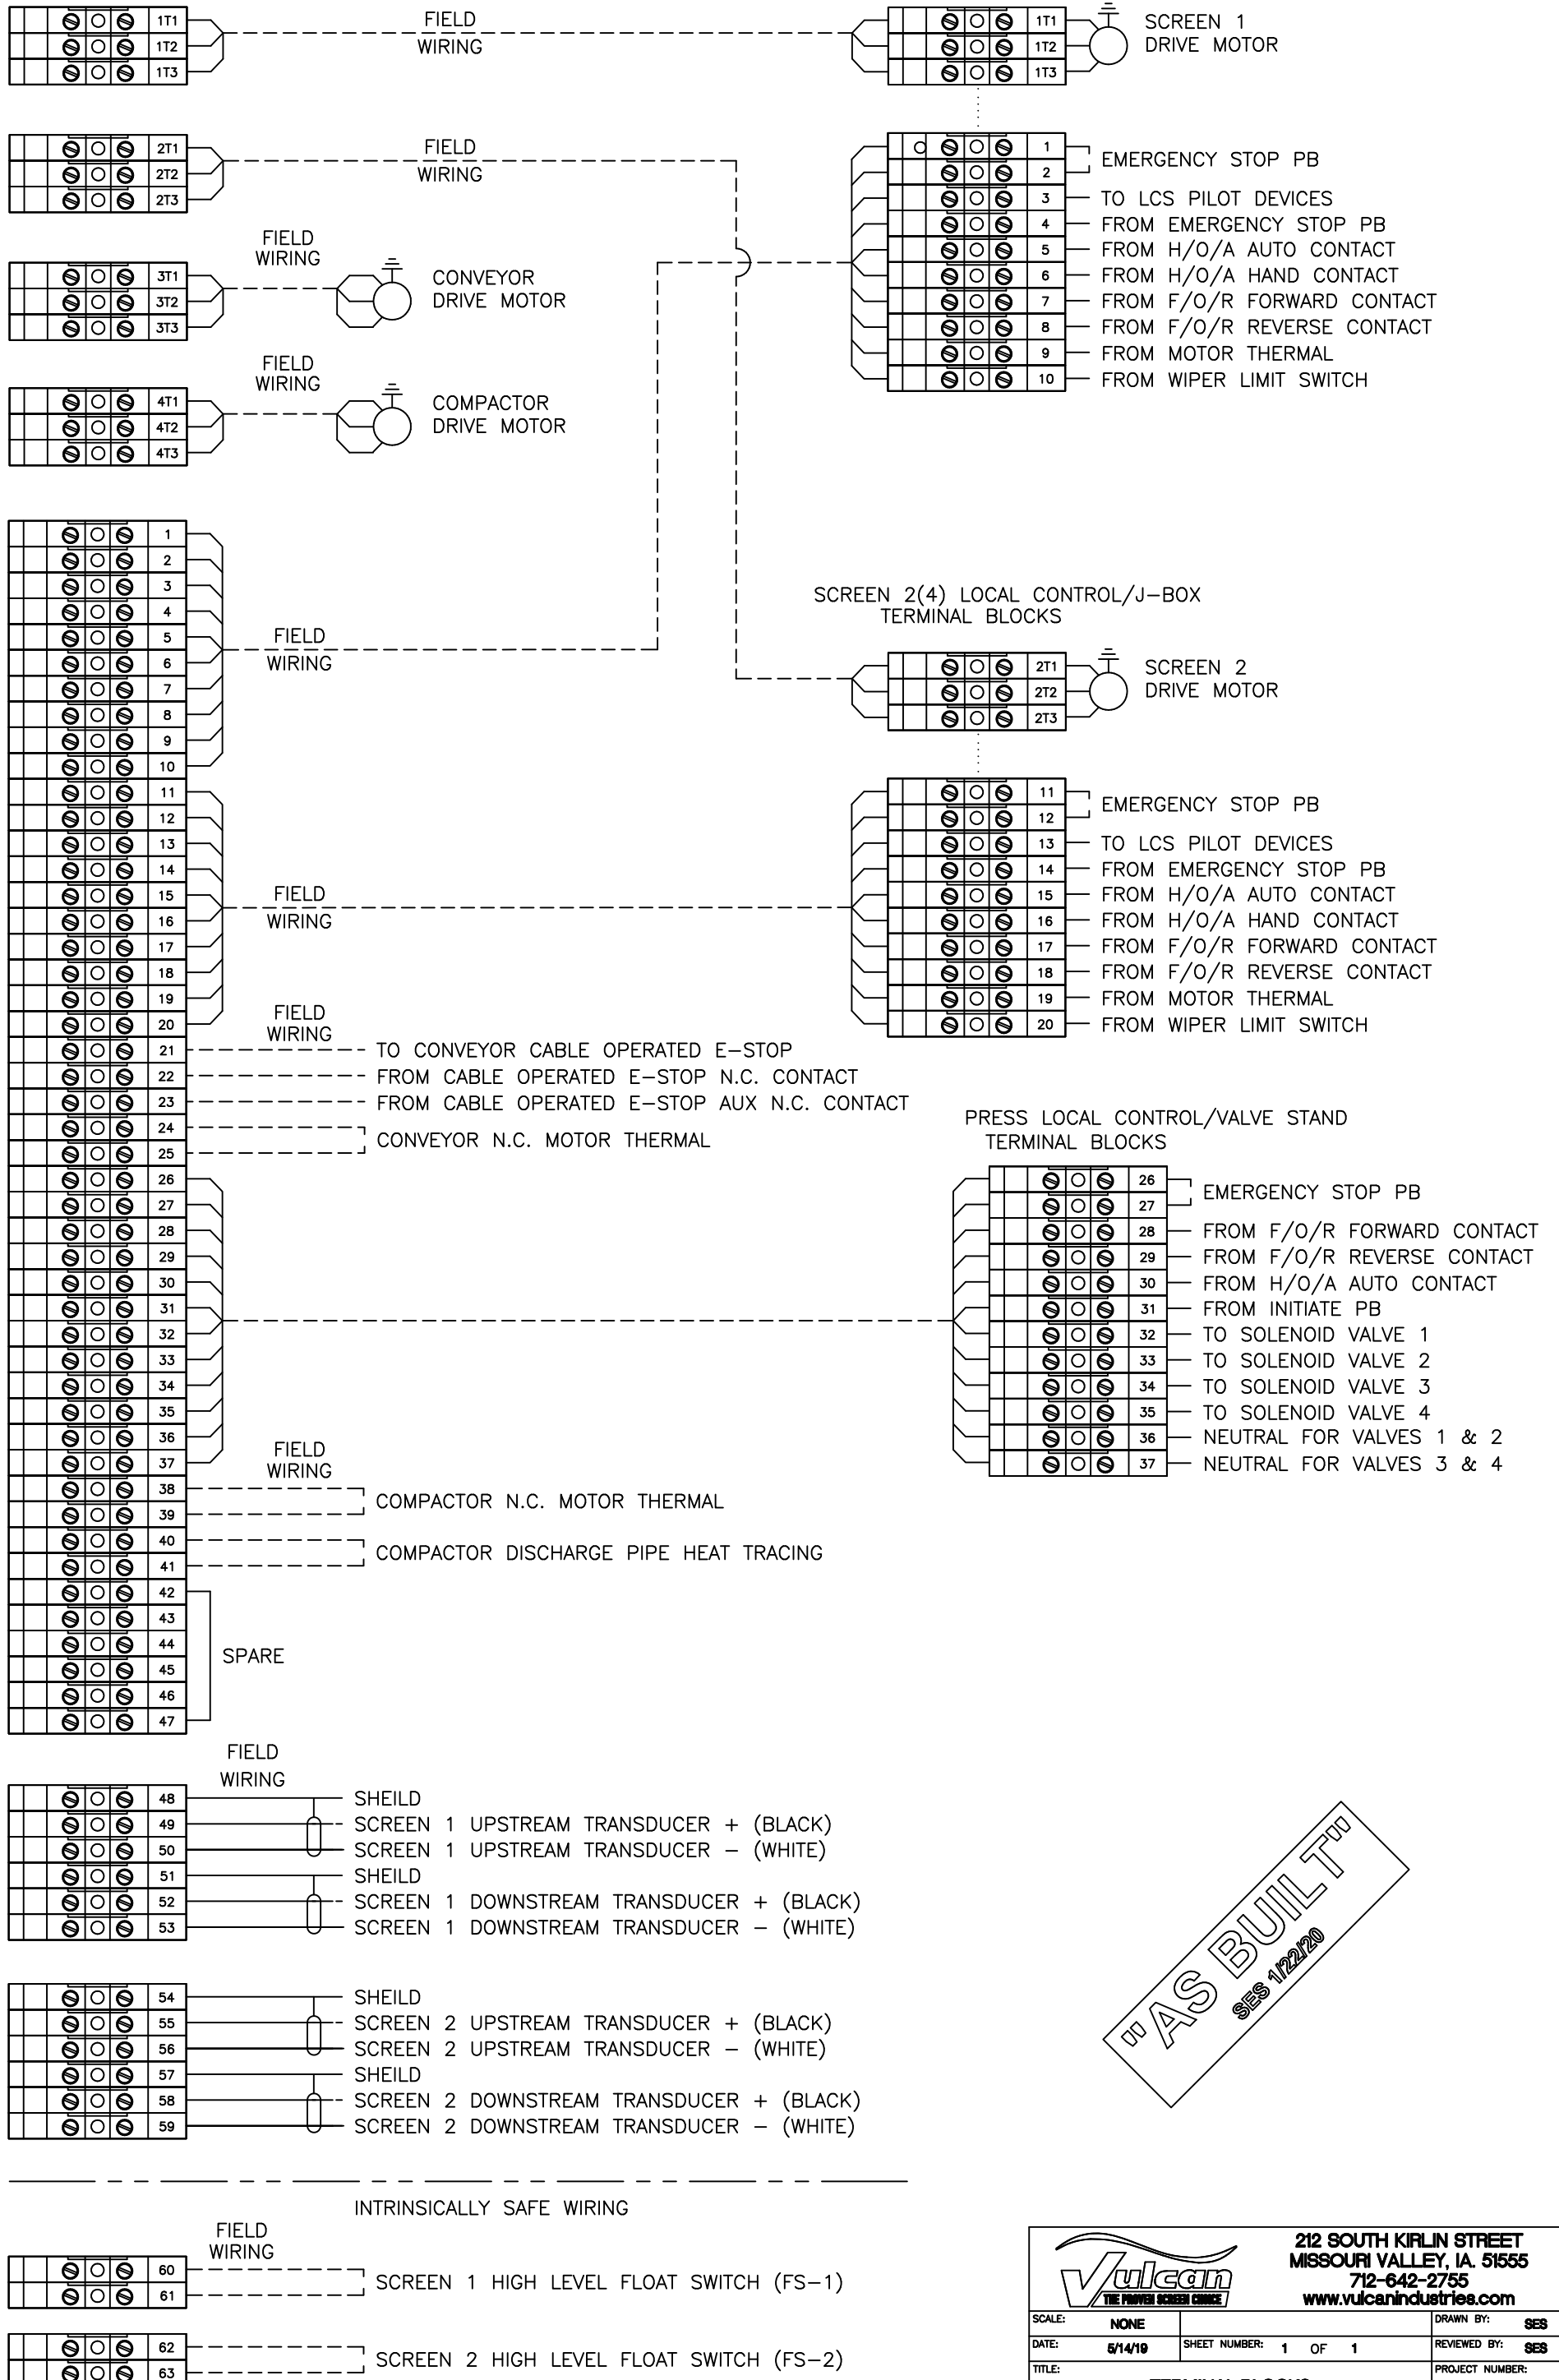 1T1
1T2
1T3
FIELD
WIRING
1T1
1T2
1T3
SCREEN 1
DRIVE MOTOR
2T1
2T2
2T3
FIELD
WIRING
1
2
3
4
5
6
7
8
9
10
EMERGENCY STOP PB
TO LCS PILOT DEVICES
FROM EMERGENCY STOP PB
FROM H/O/A AUTO CONTACT
FROM H/O/A HAND CONTACT
FROM F/O/R FORWARD CONTACT
FROM F/O/R REVERSE CONTACT
FROM MOTOR THERMAL
FROM WIPER LIMIT SWITCH
3T1
3T2
3T3
FIELD
WIRING
CONVEYOR
DRIVE MOTOR
4T1
4T2
4T3
FIELD
WIRING
COMPACTOR
DRIVE MOTOR
1
2
3
4
5
6
7
8
9
10
FIELD
WIRING
SCREEN 2(4) LOCAL CONTROL/J-BOX
TERMINAL BLOCKS
2T1
2T2
2T3
SCREEN 2
DRIVE MOTOR
11
12
13
14
15
16
17
18
19
20
FIELD
WIRING
11
12
13
14
15
16
17
18
19
20
EMERGENCY STOP PB
TO LCS PILOT DEVICES
FROM EMERGENCY STOP PB
FROM H/O/A AUTO CONTACT
FROM H/O/A HAND CONTACT
FROM F/O/R FORWARD CONTACT
FROM F/O/R REVERSE CONTACT
FROM MOTOR THERMAL
FROM WIPER LIMIT SWITCH
FIELD
WIRING
21
22
23
24
25
TO CONVEYOR CABLE OPERATED E-STOP
FROM CABLE OPERATED E-STOP N.C. CONTACT
FROM CABLE OPERATED E-STOP AUX N.C. CONTACT
CONVEYOR N.C. MOTOR THERMAL
PRESS LOCAL CONTROL/VALVE STAND
TERMINAL BLOCKS
26
27
28
29
30
31
32
33
34
35
36
37
26
27
28
29
30
31
32
33
34
35
36
37
EMERGENCY STOP PB
FROM F/O/R FORWARD CONTACT
FROM F/O/R REVERSE CONTACT
FROM H/O/A AUTO CONTACT
FROM INITIATE PB
TO SOLENOID VALVE 1
TO SOLENOID VALVE 2
TO SOLENOID VALVE 3
TO SOLENOID VALVE 4
NEUTRAL FOR VALVES 1 & 2
NEUTRAL FOR VALVES 3 & 4
FIELD
WIRING
38
39
COMPACTOR N.C. MOTOR THERMAL
40
41
COMPACTOR DISCHARGE PIPE HEAT TRACING
42
43
44
45
46
47
SPARE
FIELD
WIRING
48 SHEILD
49 SCREEN 1 UPSTREAM TRANSDUCER + (BLACK)
50 SCREEN 1 UPSTREAM TRANSDUCER - (WHITE)
51 SHEILD
52 SCREEN 1 DOWNSTREAM TRANSDUCER + (BLACK)
53 SCREEN 1 DOWNSTREAM TRANSDUCER - (WHITE)
54 SHEILD
55 SCREEN 2 UPSTREAM TRANSDUCER + (BLACK)
56 SCREEN 2 UPSTREAM TRANSDUCER - (WHITE)
57 SHEILD
58 SCREEN 2 DOWNSTREAM TRANSDUCER + (BLACK)
59 SCREEN 2 DOWNSTREAM TRANSDUCER - (WHITE)
"AS BUILT"
SES 1/22/20
INTRINSICALLY SAFE WIRING
FIELD
WIRING
60
61
SCREEN 1 HIGH LEVEL FLOAT SWITCH (FS-1)
62
63
SCREEN 2 HIGH LEVEL FLOAT SWITCH (FS-2)
Vulcan
THE PROVEN SCREEN CHOICE
212 SOUTH KIRLIN STREET
MISSOURI VALLEY, IA. 51555
712-642-2755
www.vulcanindustries.com
SCALE: NONE
DRAWN BY: SES
DATE: 5/14/19
SHEET NUMBER: 1 OF 1
REVIEWED BY: SES
TITLE:
PROJECT NUMBER: